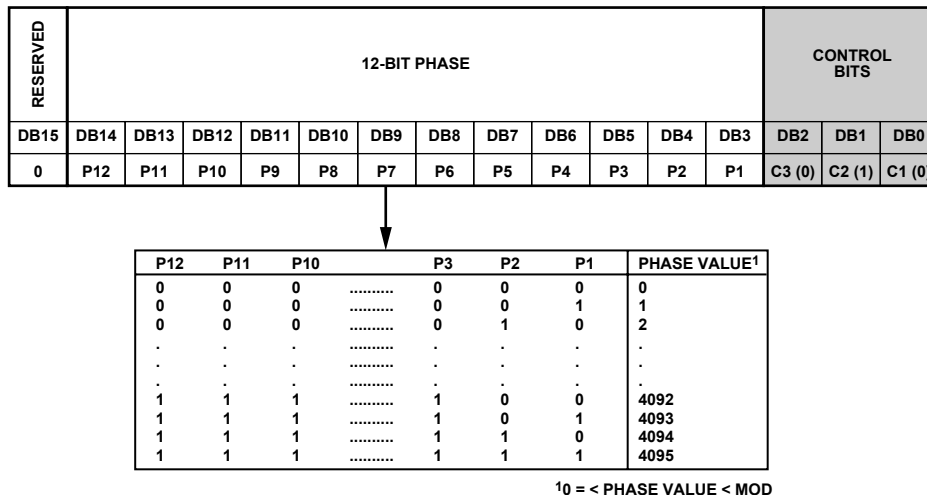 RESERVED
12-BIT PHASE
CONTROL
BITS
DB15 DB14 DB13 DB12 DB11 DB10 DB9 DB8 DB7 DB6 DB5 DB4 DB3 DB2 DB1 DB0
0 P12 P11 P10 P9 P8 P7 P6 P5 P4 P3 P2 P1 C3 (0) C2 (1) C1 (0)
P12 P11 P10 P3 P2 P1 PHASE VALUE¹
0 0 0 .......... 0 0 0 0
0 0 0 .......... 0 0 1 1
0 0 0 .......... 0 1 0 2
. . . .......... . . . .
. . . .......... . . . .
. . . .......... . . . .
1 1 1 .......... 1 0 0 4092
1 1 1 .......... 1 0 1 4093
1 1 1 .......... 1 1 0 4094
1 1 1 .......... 1 1 1 4095
¹0 = < PHASE VALUE < MOD